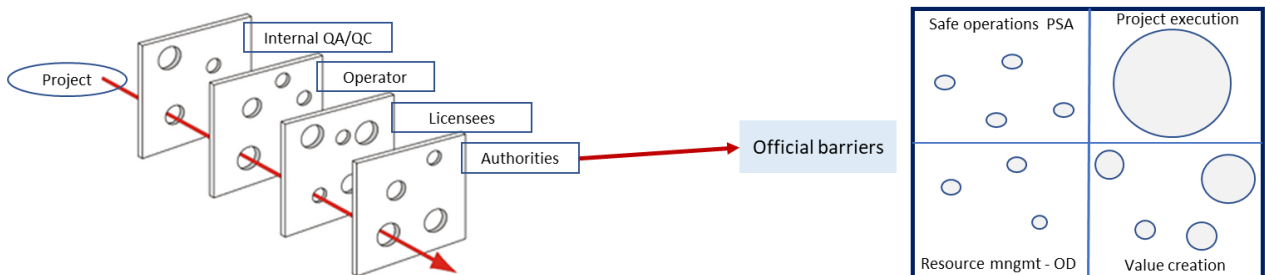 Project
Internal QA/QC
Operator
Licensees
Authorities
Official barriers
Safe operations PSA
Project execution
Resource mngmt - OD
Value creation